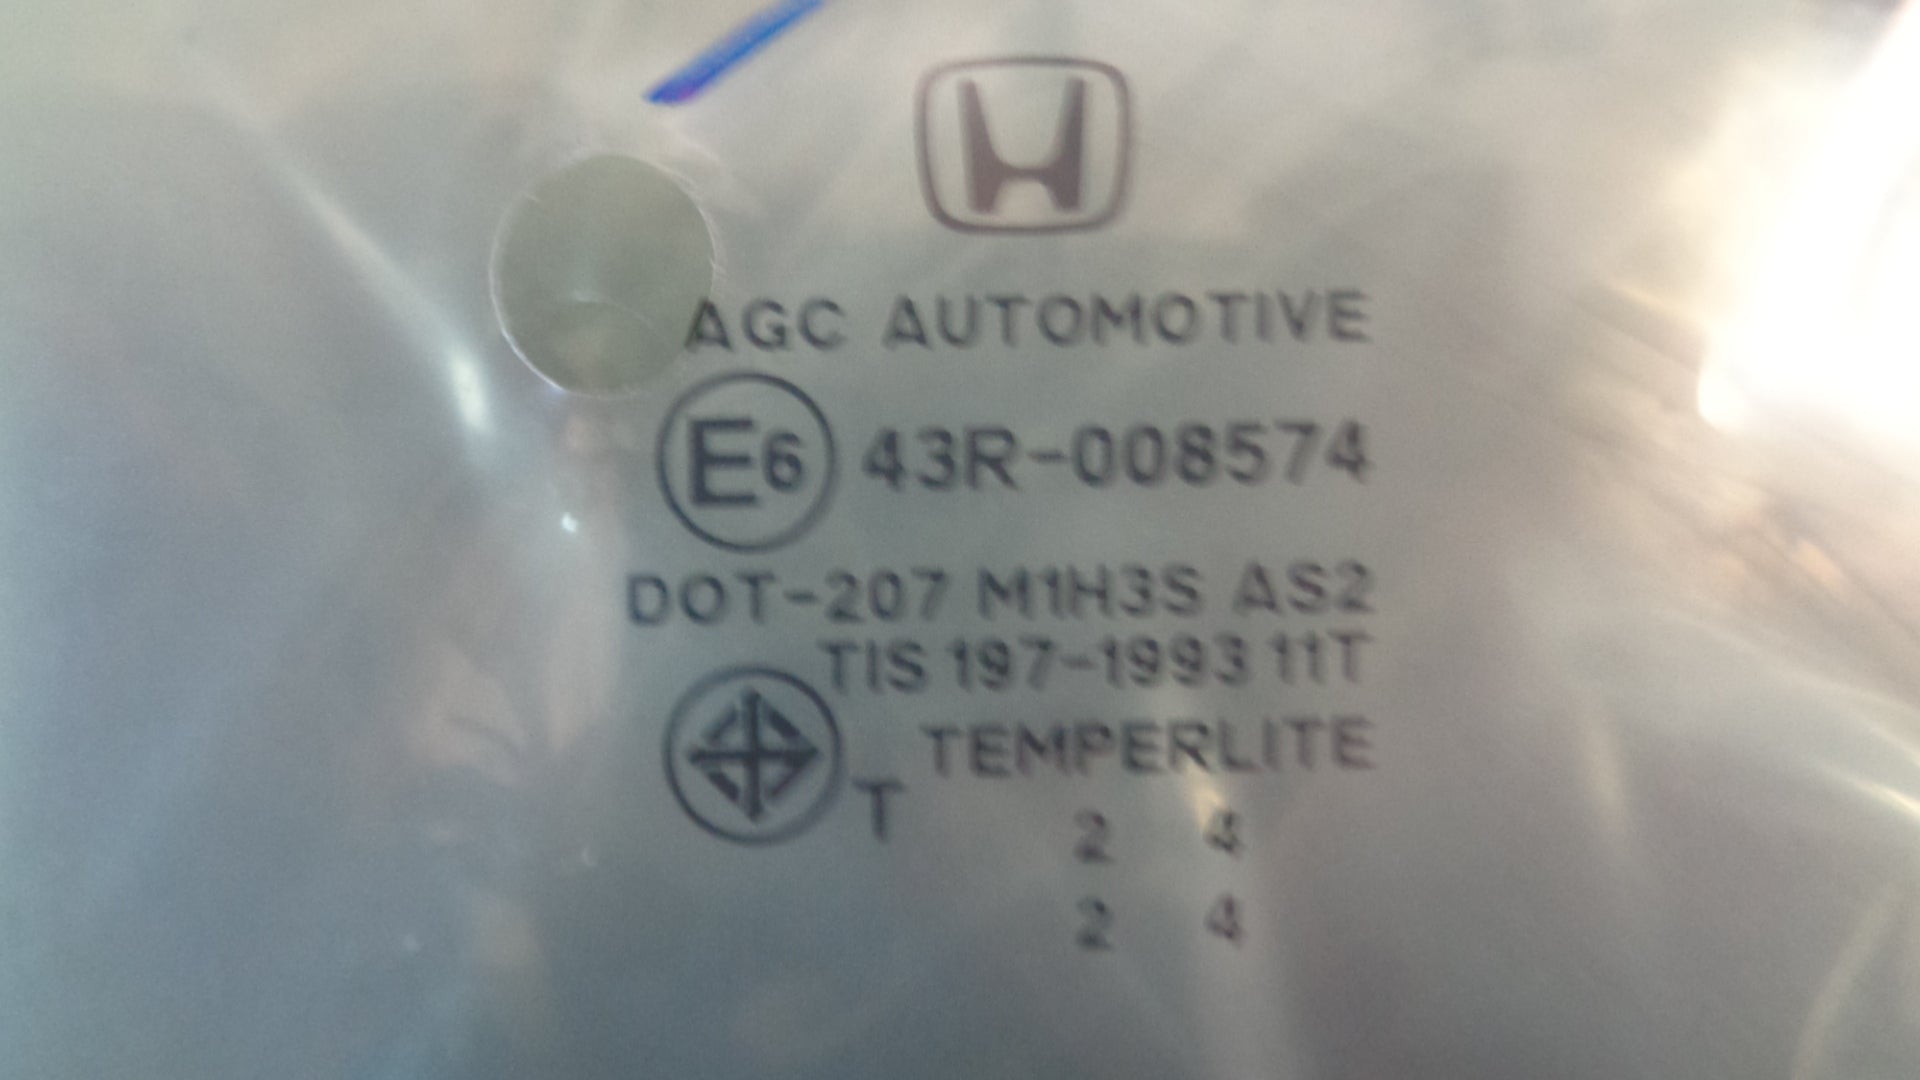 AGC AUTOMOTIVE
E6 43R-008574
DOT-207 M1H3S AS2
TIS 197-1993 11T
TEMPERLITE
T
2 4
2 4